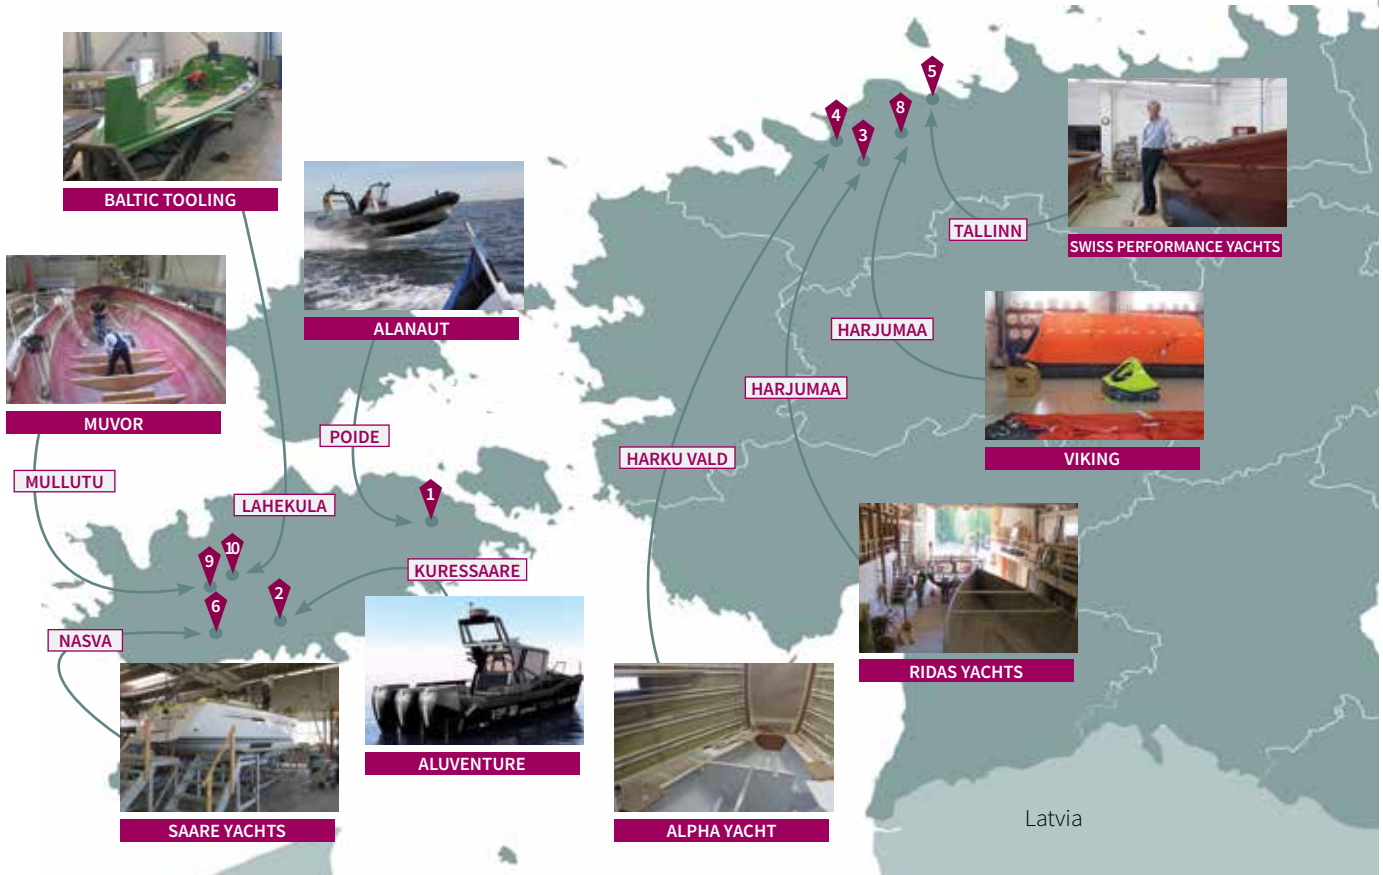 5
4
8
3
BALTIC TOOLING
TALLINN
SWISS PERFORMANCE YACHTS
ALANAUT
HARJUMAA
HARJUMAA
MUVOR
POIDE
HARKU VALD
VIKING
MULLUTU
LAHEKULA
1
9
10
KURESSAARE
2
6
NASVA
RIDAS YACHTS
ALUVENTURE
SAARE YACHTS
ALPHA YACHT
Latvia